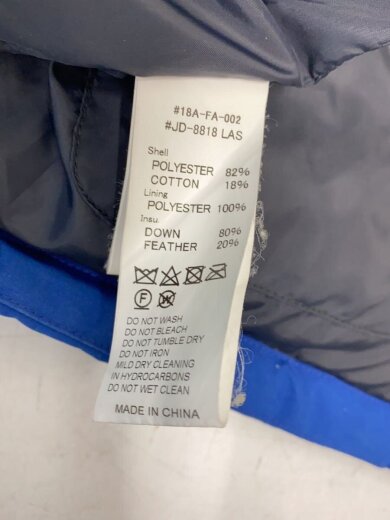 #18A-FA-002
#JD-8818 LAS
Shell
POLYESTER 82%
COTTON 18%
Lining
POLYESTER 100%
Insu.
DOWN 80%
FEATHER 20%
F W
DO NOT WASH
DO NOT BLEACH
DO NOT TUMBLE DRY
DO NOT IRON
MILD DRY CLEANING
IN HYDROCARBONS
DO NOT WET CLEAN
MADE IN CHINA